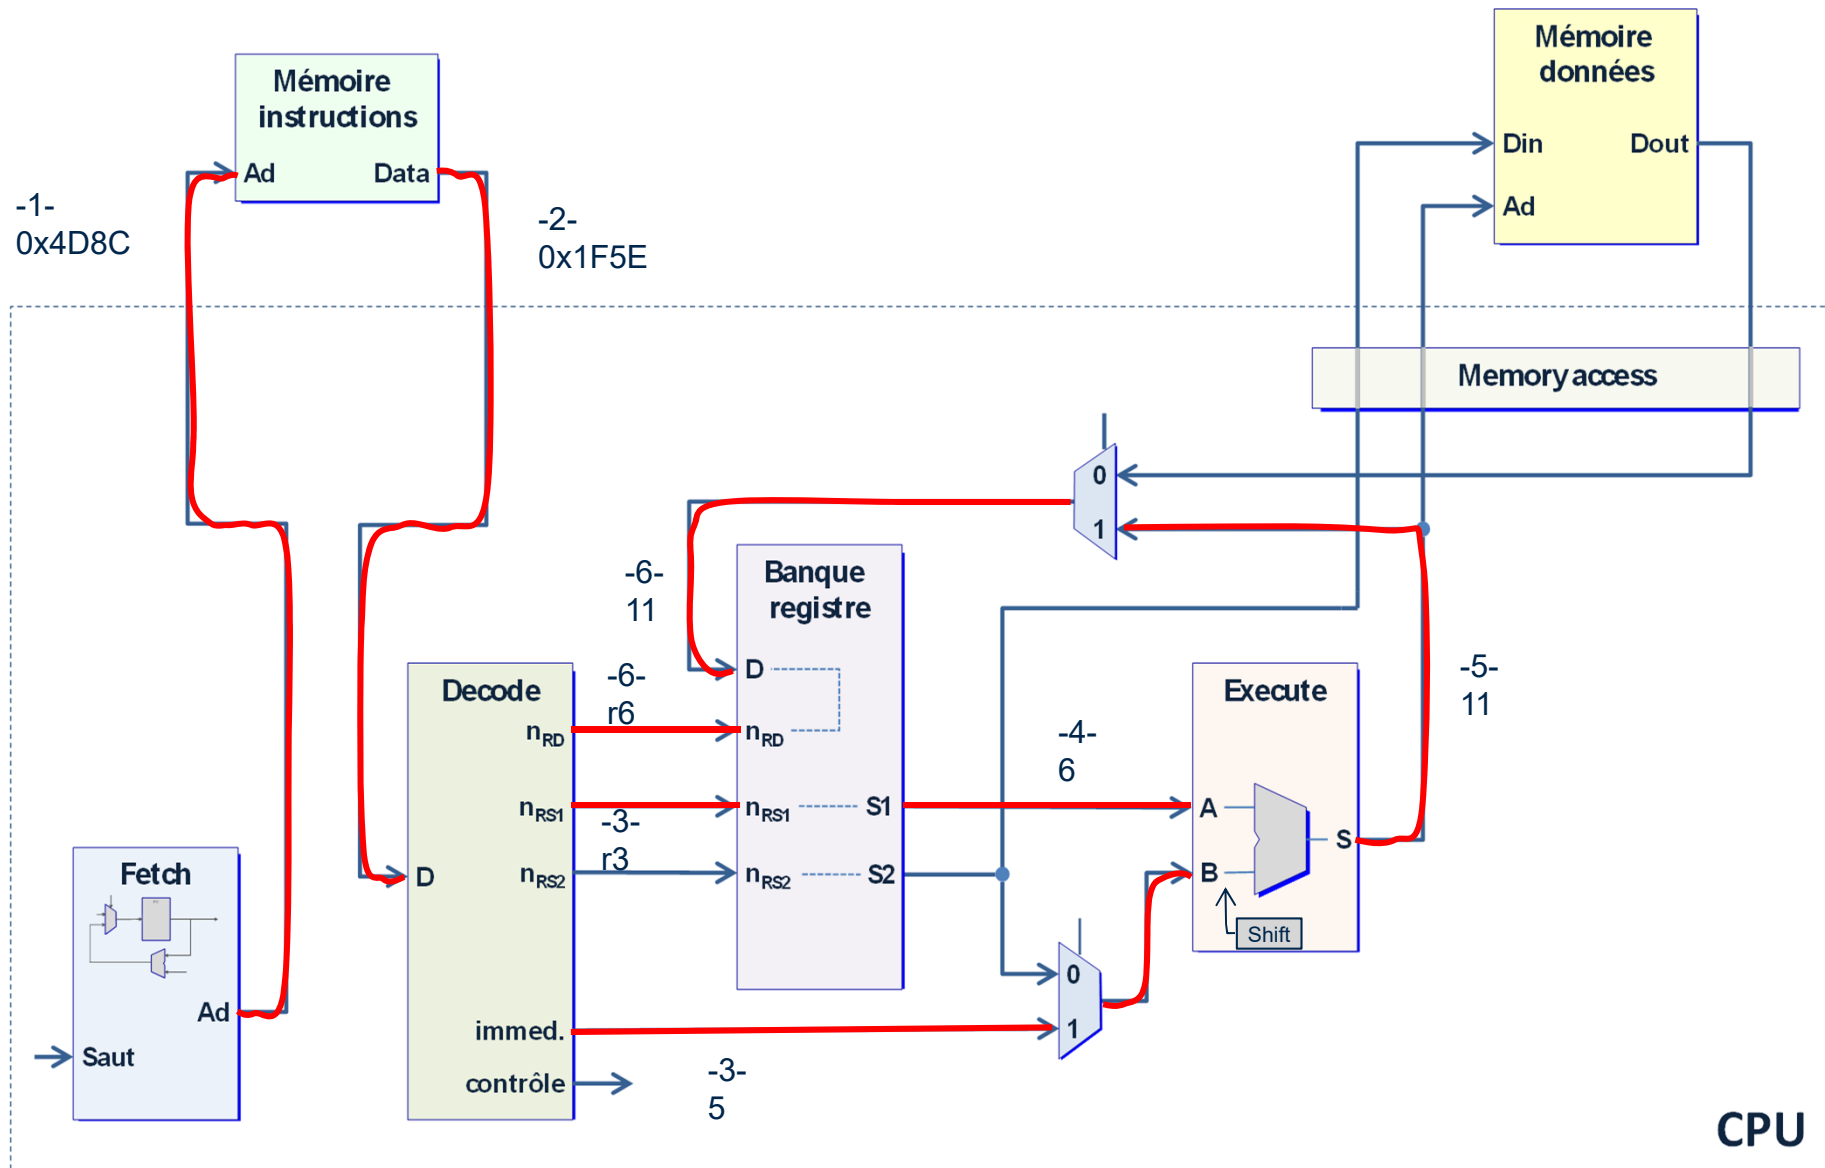 Mémoire
instructions
Ad
Data
-1-
0x4D8C
-2-
0x1F5E
Mémoire
données
Din
Dout
Ad
Memory access
0
1
-6-
11
Banque
registre
D
nRD
nRS1
S1
nRS2
S2
-6-
r6
-3-
r3
Decode
nRD
nRS1
nRS2
D
immed.
contrôle
-3-
5
-4-
6
Execute
A
B
S
Shift
-5-
11
0
1
Fetch
Ad
Saut
CPU